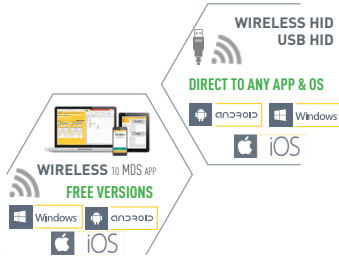 WIRELESS HID
USB HID
DIRECT TO ANY APP & OS
android Windows
iOS
WIRELESS TO MDS APP
FREE VERSIONS
Windows android
iOS